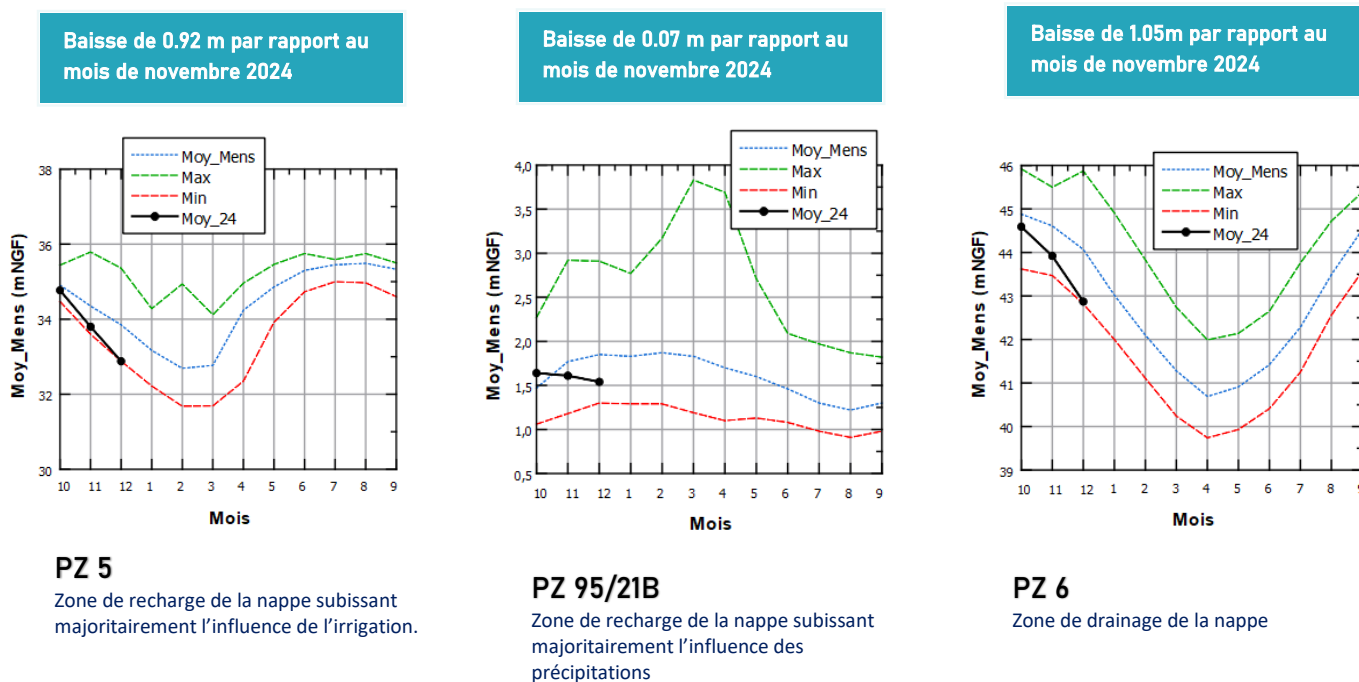 Baisse de 0.92 m par rapport au
mois de novembre 2024
Baisse de 0.07 m par rapport au
mois de novembre 2024
Baisse de 1.05m par rapport au
mois de novembre 2024
Moy_Mens
Max
Min
Moy_24
38
36
34
32
30
Moy_Mens (mNGF)
10 11 12 1 2 3 4 5 6 7 8 9
Mois
Moy_Mens
Max
Min
Moy_24
4,0
3,5
3,0
2,5
2,0
1,5
1,0
0,5
Moy_Mens (mNGF)
10 11 12 1 2 3 4 5 6 7 8 9
Mois
Moy_Mens
Max
Min
Moy_24
46
45
44
43
42
41
40
39
Moy_Mens (mNGF)
10 11 12 1 2 3 4 5 6 7 8 9
Mois
PZ 5
Zone de recharge de la nappe subissant
majoritairement l’influence de l’irrigation.
PZ 95/21B
Zone de recharge de la nappe subissant
majoritairement l’influence des
précipitations
PZ 6
Zone de drainage de la nappe